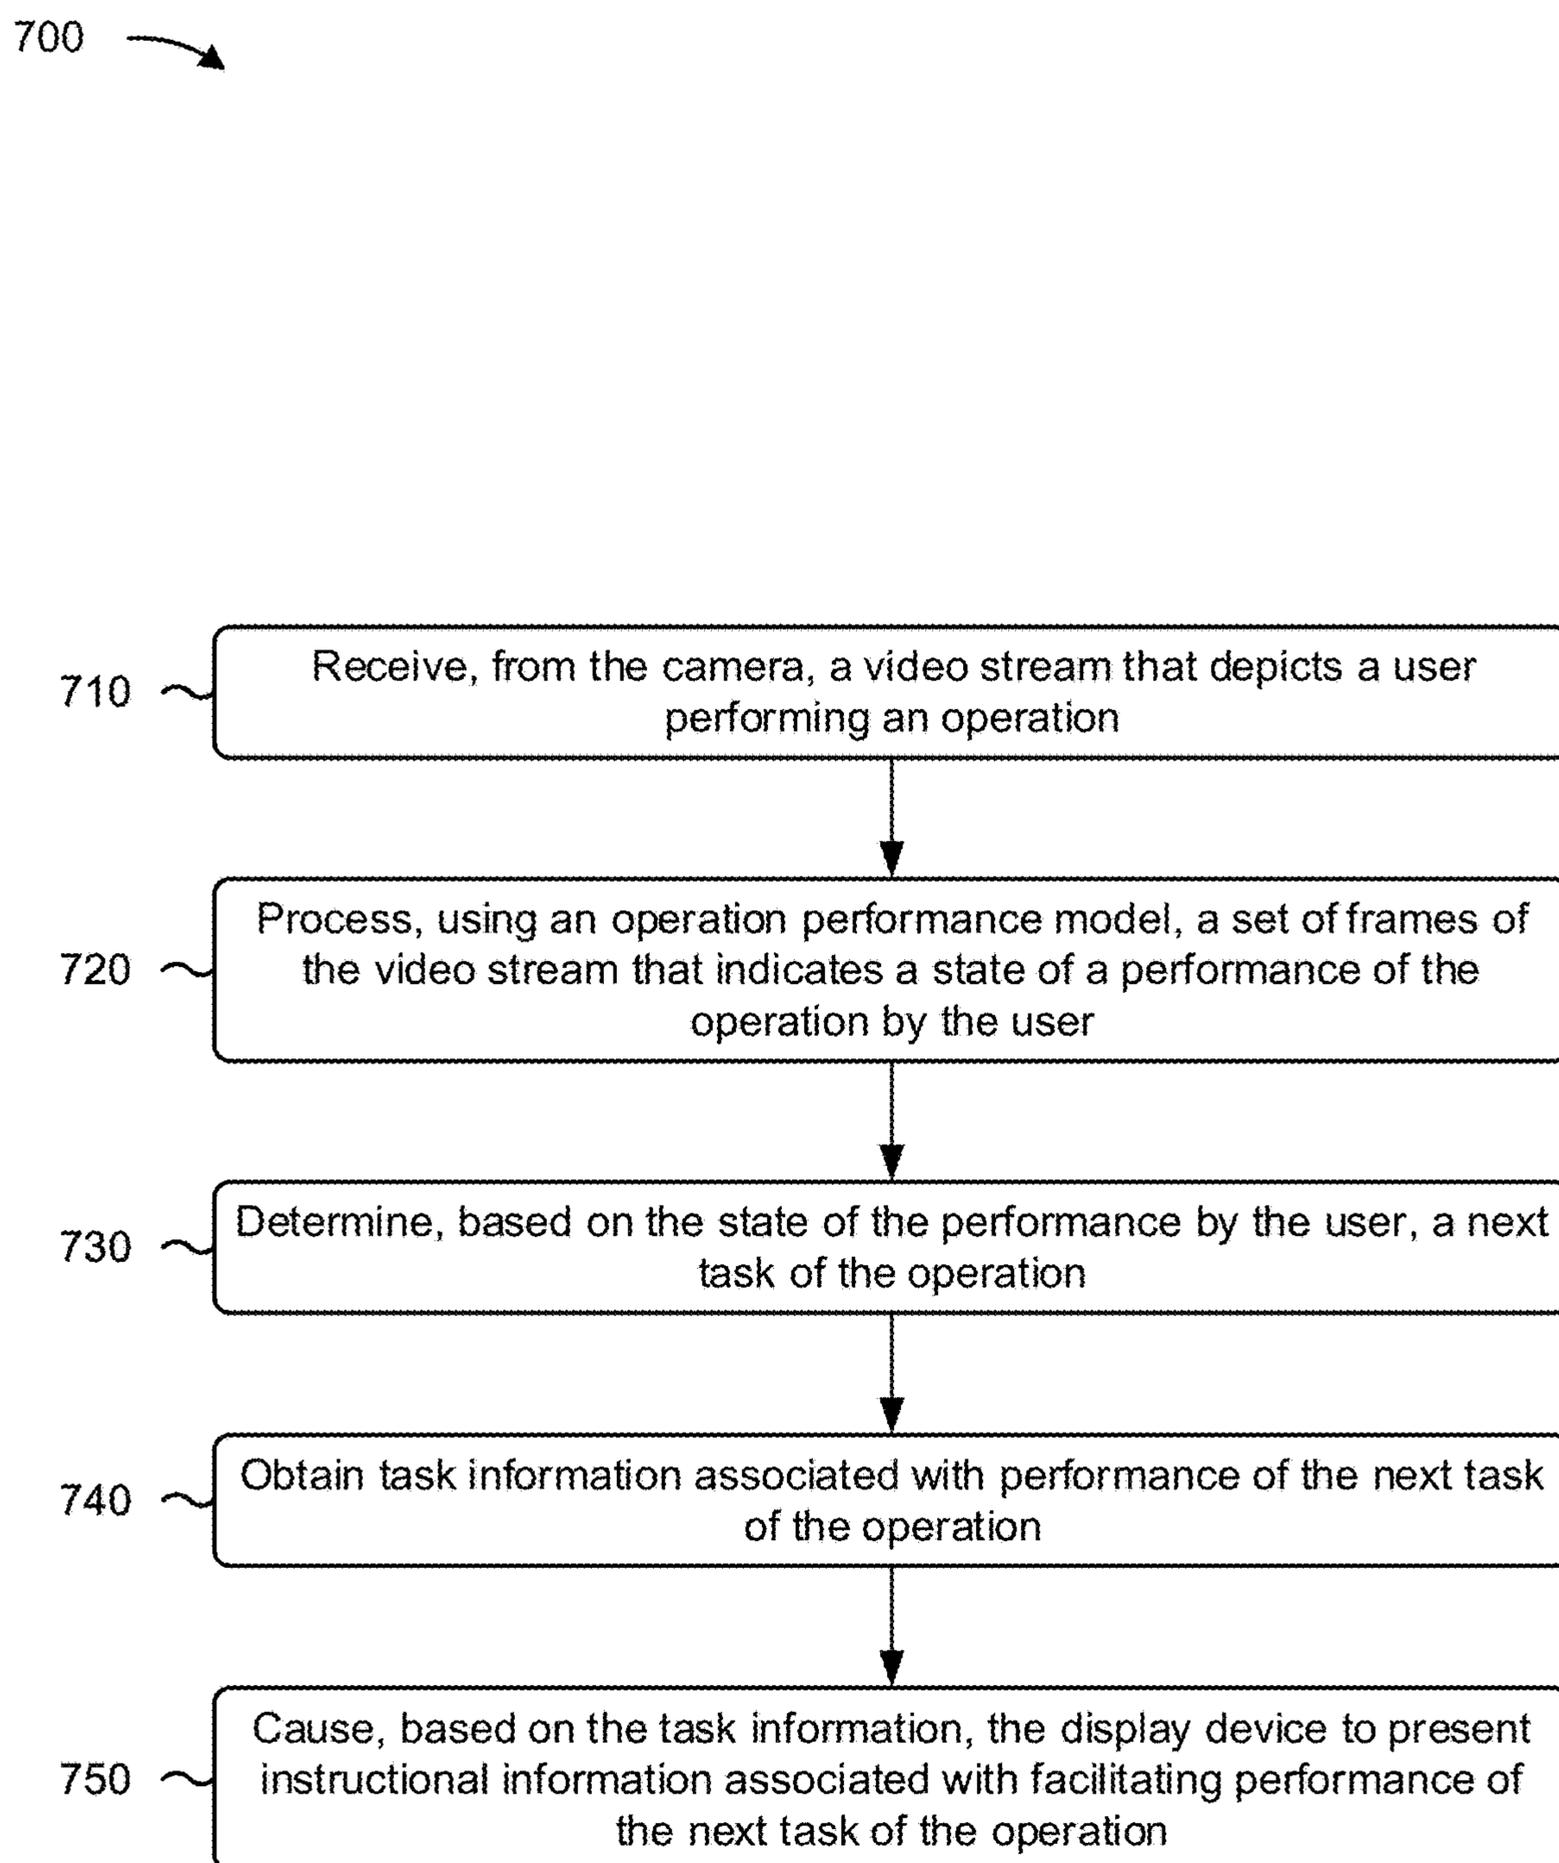 700
710
Receive, from the camera, a video stream that depicts a user
performing an operation
720
Process, using an operation performance model, a set of frames of
the video stream that indicates a state of a performance of the
operation by the user
730
Determine, based on the state of the performance by the user, a next
task of the operation
740
Obtain task information associated with performance of the next task
of the operation
750
Cause, based on the task information, the display device to present
instructional information associated with facilitating performance of
the next task of the operation